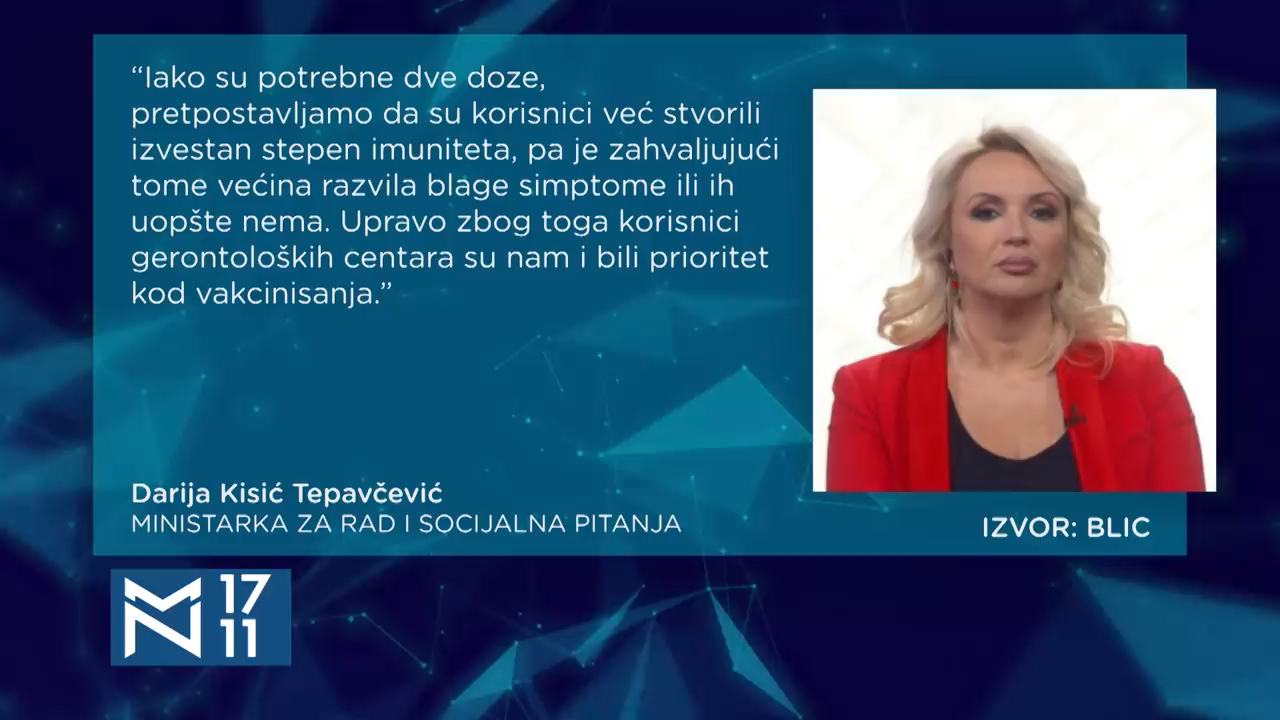 “Iako su potrebne dve doze,
pretpostavljamo da su korisnici već stvorili
izvestan stepen imuniteta, pa je zahvaljujući
tome većina razvila blage simptome ili ih
uopšte nema. Upravo zbog toga korisnici
gerontoloških centara su nam i bili prioritet
kod vakcinisanja.”
Darija Kisić Tepavčević
MINISTARKA ZA RAD I SOCIJALNA PITANJA
IZVOR: BLIC
MN 17
11